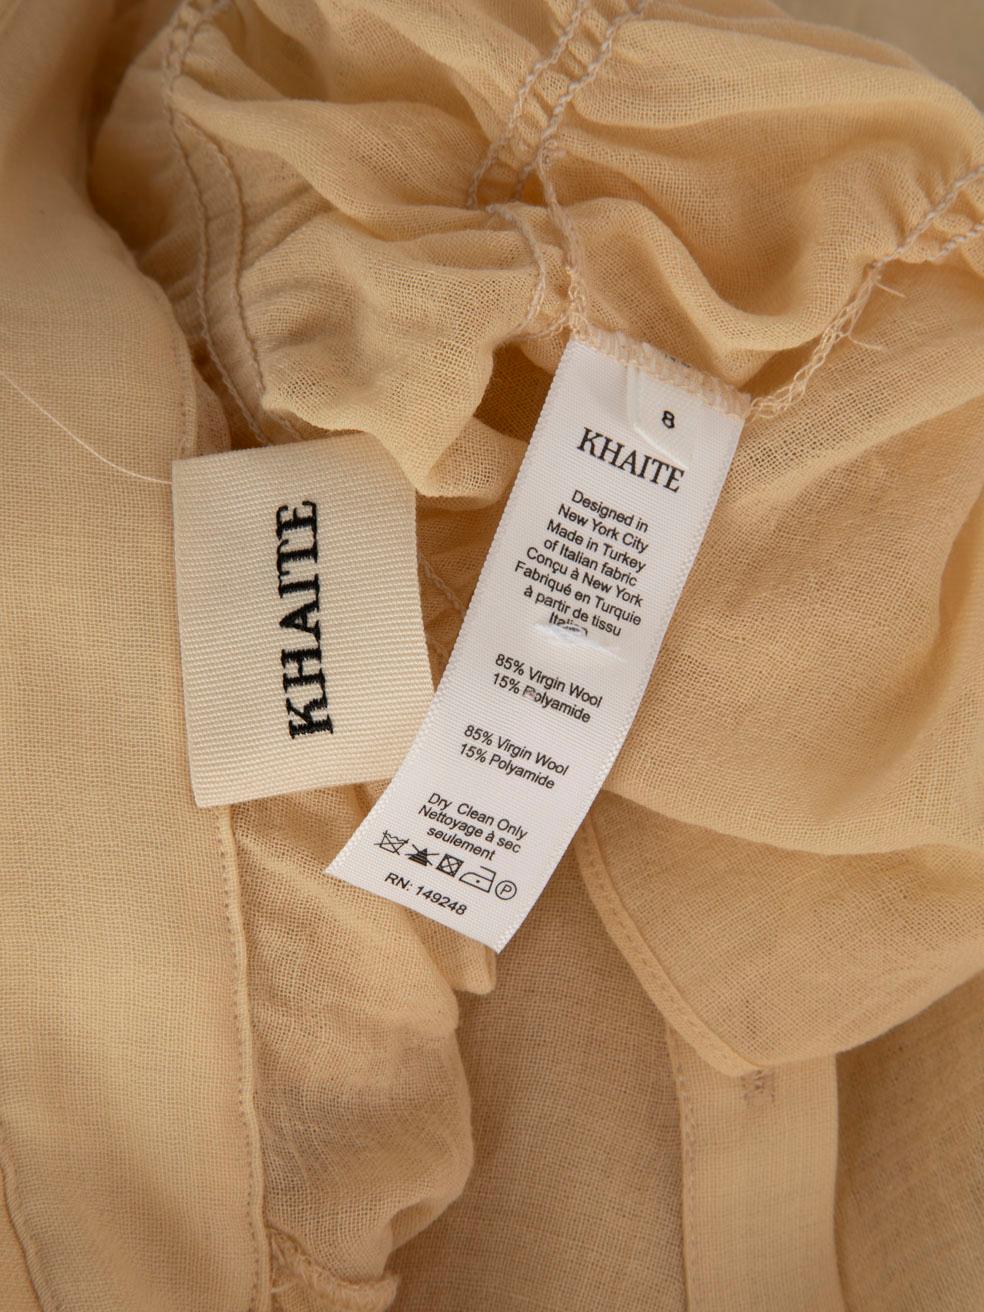 KHAITE
8
KHAITE
Designed in
New York City
Made in Turkey
of Italian fabric
Conçu à New York
Fabriqué en Turquie
à partir de tissu
85% Virgin Wool
15% Polyamide
85% Virgin Wool
15% Polyamide
Dry Clean Only
Nettoyage à sec
seulement
P
RN: 149248